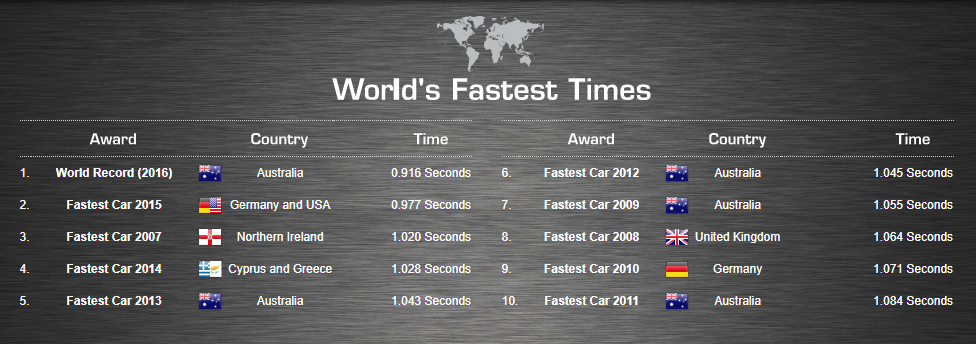 World's Fastest Times
Award Country Time Award Country Time
1. World Record (2016) Australia 0.916 Seconds 6. Fastest Car 2012 Australia 1.045 Seconds
2. Fastest Car 2015 Germany and USA 0.977 Seconds 7. Fastest Car 2009 Australia 1.055 Seconds
3. Fastest Car 2007 Northern Ireland 1.020 Seconds 8. Fastest Car 2008 United Kingdom 1.064 Seconds
4. Fastest Car 2014 Cyprus and Greece 1.028 Seconds 9. Fastest Car 2010 Germany 1.071 Seconds
5. Fastest Car 2013 Australia 1.043 Seconds 10. Fastest Car 2011 Australia 1.084 Seconds